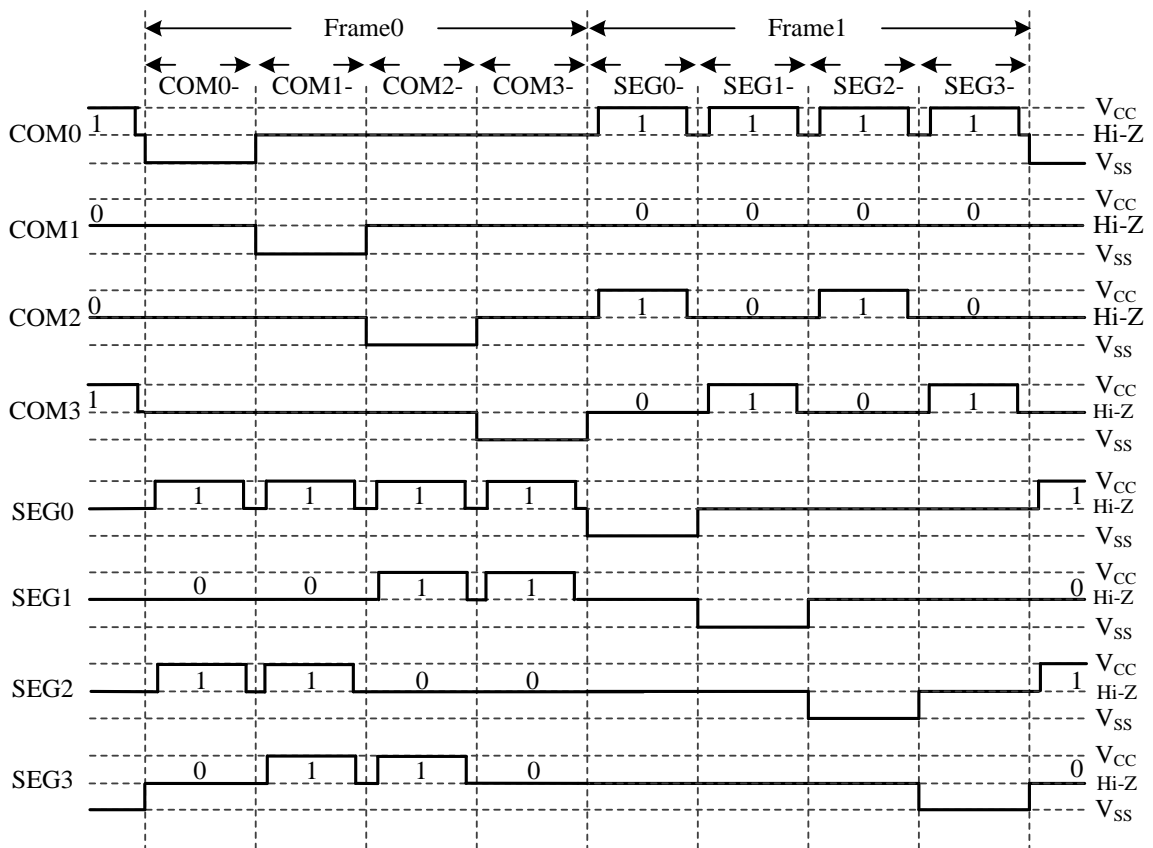 Frame0 Frame1
COM0- COM1- COM2- COM3- SEG0- SEG1- SEG2- SEG3-
COM0 1 1 1 1 1 VCC Hi-Z VSS
COM1 0 0 0 0 0 VCC Hi-Z VSS
COM2 0 1 0 1 0 VCC Hi-Z VSS
COM3 1 0 1 0 1 VCC Hi-Z VSS
SEG0 1 1 1 1 1 VCC Hi-Z VSS
SEG1 0 0 1 1 0 VCC Hi-Z VSS
SEG2 1 1 0 0 1 VCC Hi-Z VSS
SEG3 0 1 1 0 0 VCC Hi-Z VSS